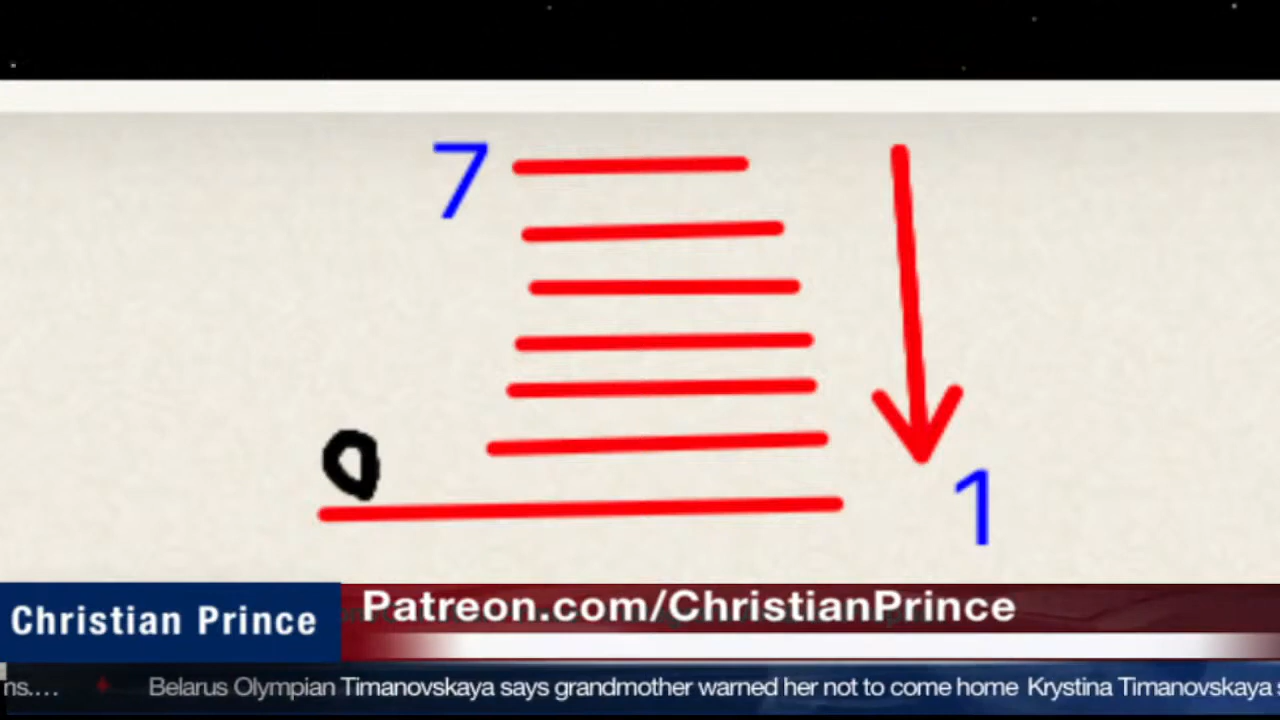 7
0
1
Christian Prince
Patreon.com/ChristianPrince
ns.... Belarus Olympian Timanovskaya says grandmother warned her not to come home Krystina Timanovskaya s